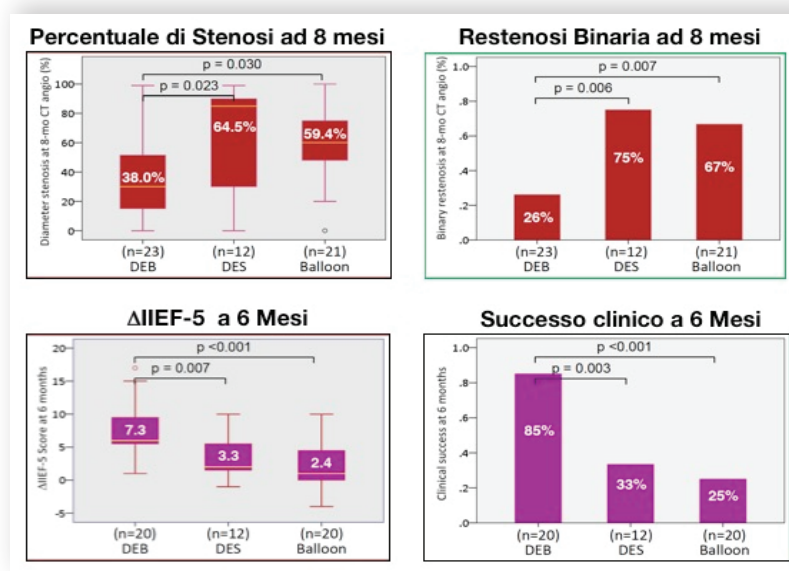 Percentuale di Stenosi ad 8 mesi
Diameter stenosis at 8-mo CT angio (%)
100
80
60
40
20
0
p = 0.030
p = 0.023
38.0%
64.5%
59.4%
(n=23) (n=12) (n=21)
DEB DES Balloon
Restenosi Binaria ad 8 mesi
Binary restenosis at 8-mo CT angio (%)
1.0
.8
.6
.4
.2
.0
p = 0.007
p = 0.006
26%
75%
67%
(n=23) (n=12) (n=21)
DEB DES Balloon
ΔIIEF-5 a 6 Mesi
ΔIIEF-5 Score at 6 months
20
15
10
5
0
-5
p <0.001
p = 0.007
7.3
3.3
2.4
(n=20) (n=12) (n=20)
DEB DES Balloon
Successo clinico a 6 Mesi
Clinical success at 6 months
1.0
.8
.6
.4
.2
.0
p <0.001
p = 0.003
85%
33%
25%
(n=20) (n=12) (n=20)
DEB DES Balloon